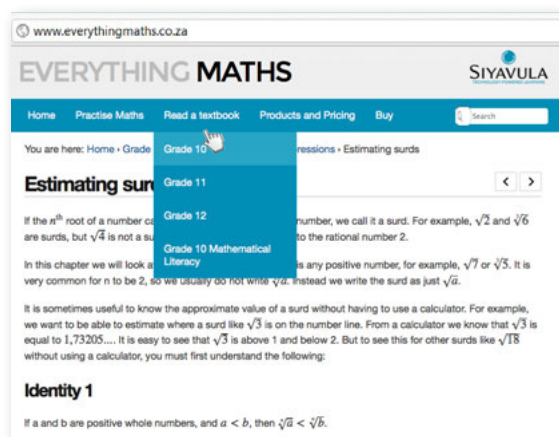 www.everythingmaths.co.za
EVERYTHING MATHS
SIYAVULA
TECHNOLOGY-POWERED LEARNING
Home Practise Maths Read a textbook Products and Pricing Buy Search
You are here: Home › Grade Grade 10 ressions › Estimating surds
Grade 11
Estimating sur
Grade 12
Grade 10 Mathematical
Literacy
If the nth root of a number ca number, we call it a surd. For example, √2 and ∛6
are surds, but √4 is not a su to the rational number 2.
In this chapter we will look a is any positive number, for example, √7 or ∛5. It is
very common for n to be 2, so we usually do not write ²√a. Instead we write the surd as just √a.
It is sometimes useful to know the approximate value of a surd without having to use a calculator. For example,
we want to be able to estimate where a surd like √3 is on the number line. From a calculator we know that √3 is
equal to 1,73205.... It is easy to see that √3 is above 1 and below 2. But to see this for other surds like √18
without using a calculator, you must first understand the following:
Identity 1
If a and b are positive whole numbers, and a < b, then ⁿ√a < ⁿ√b.